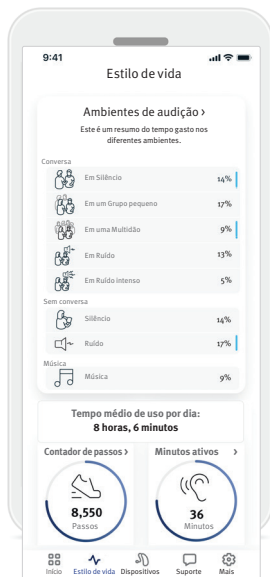 9:41
Estilo de vida
Ambientes de audição ›
Este é um resumo do tempo gasto nos
diferentes ambientes.
Conversa
Em Silêncio 14%
Em um Grupo pequeno 17%
Em uma Multidão 9%
Em Ruído 13%
Em Ruído intenso 5%
Sem conversa
Silêncio 14%
Ruído 17%
Música
Música 9%
Tempo médio de uso por dia:
8 horas, 6 minutos
Contador de passos › Minutos ativos ›
8,550 36
Passos Minutos
Início Estilo de vida Dispositivos Suporte Mais